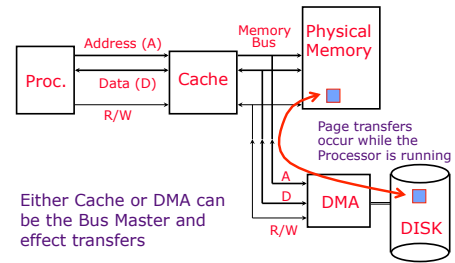 Address (A)
Memory
Bus
Physical
Memory
Proc.
Data (D)
Cache
R/W
Page transfers
occur while the
Processor is running
Either Cache or DMA can
be the Bus Master and
effect transfers
A
D
R/W
DMA
DISK